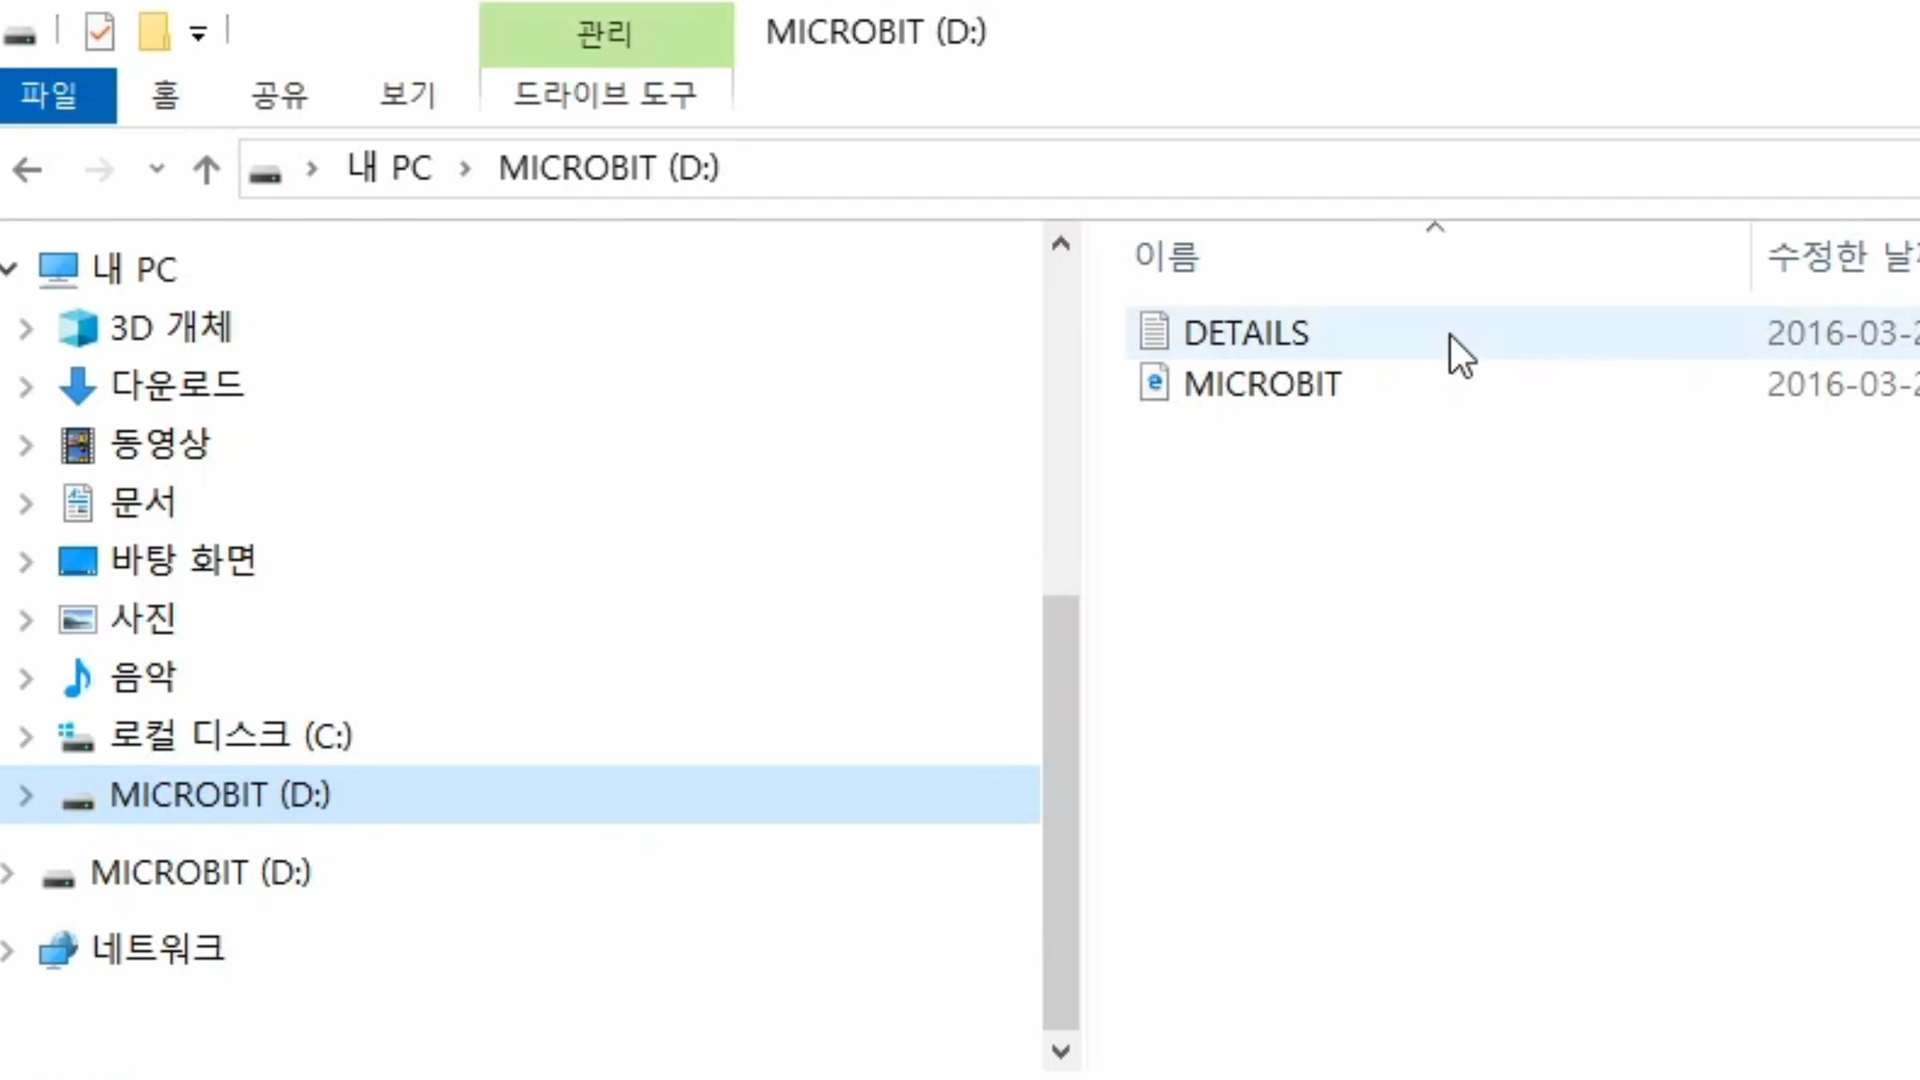 관리
MICROBIT (D:)
파일
홈
공유
보기
드라이브 도구
내 PC
MICROBIT (D:)
내 PC
3D 개체
다운로드
동영상
문서
바탕 화면
사진
음악
로컬 디스크 (C:)
MICROBIT (D:)
MICROBIT (D:)
네트워크
이름
수정한
DETAILS
2016-03-
MICROBIT
2016-03-